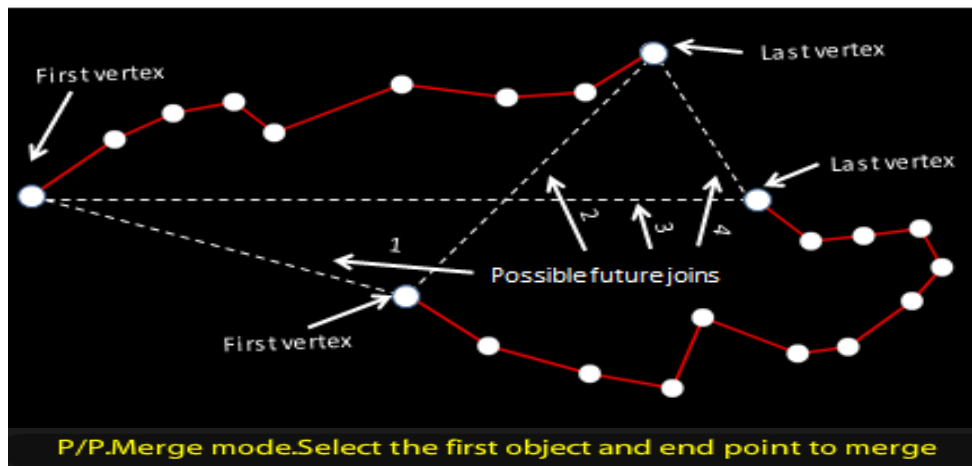 First vertex
Last vertex
Last vertex
2
3
4
1
Possible future joins
First vertex
P/P.Merge mode.Select the first object and end point to merge